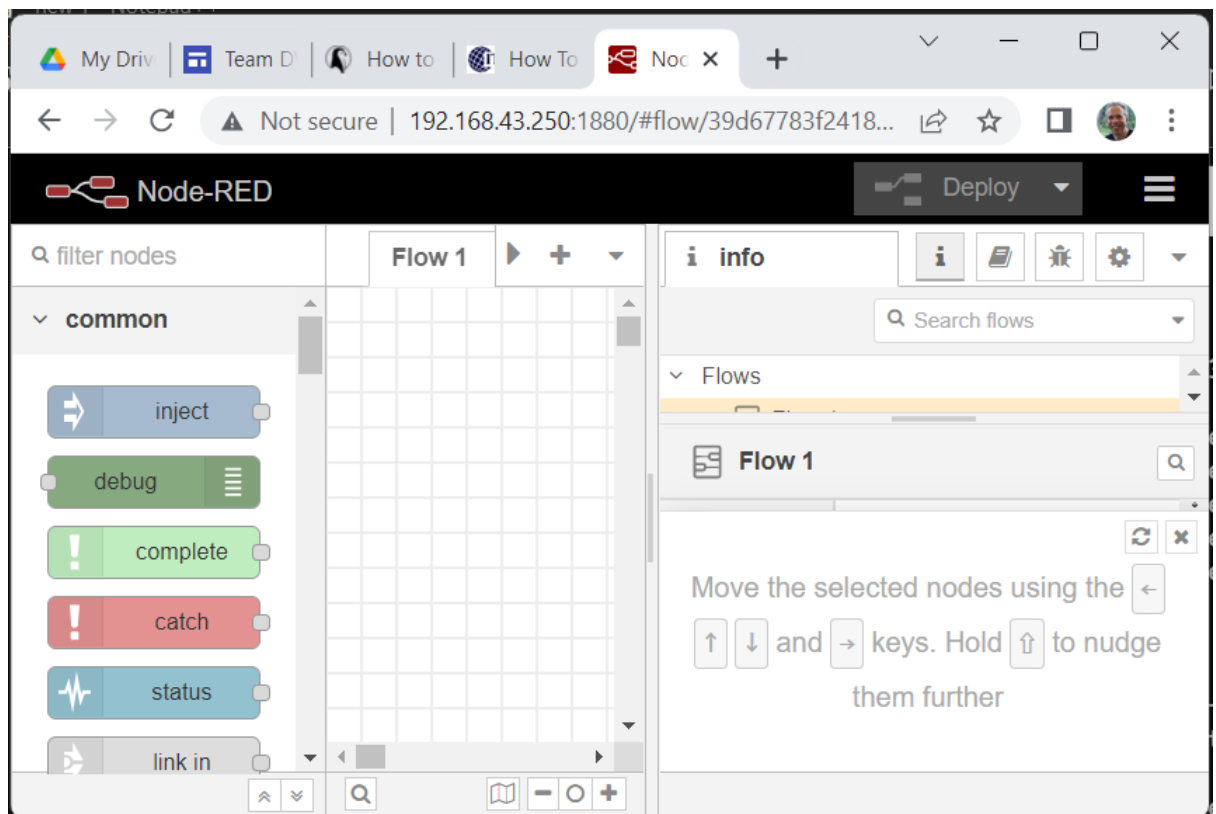 My Driv
Team D
How to
How To
Nod
Not secure | 192.168.43.250:1880/#flow/39d67783f2418...
Node-RED
Deploy
filter nodes
Flow 1
i info
Search flows
common
Flows
inject
Flow 1
debug
complete
Move the selected nodes using the ←
↑ ↓ and → keys. Hold ⇧ to nudge
them further
catch
status
link in